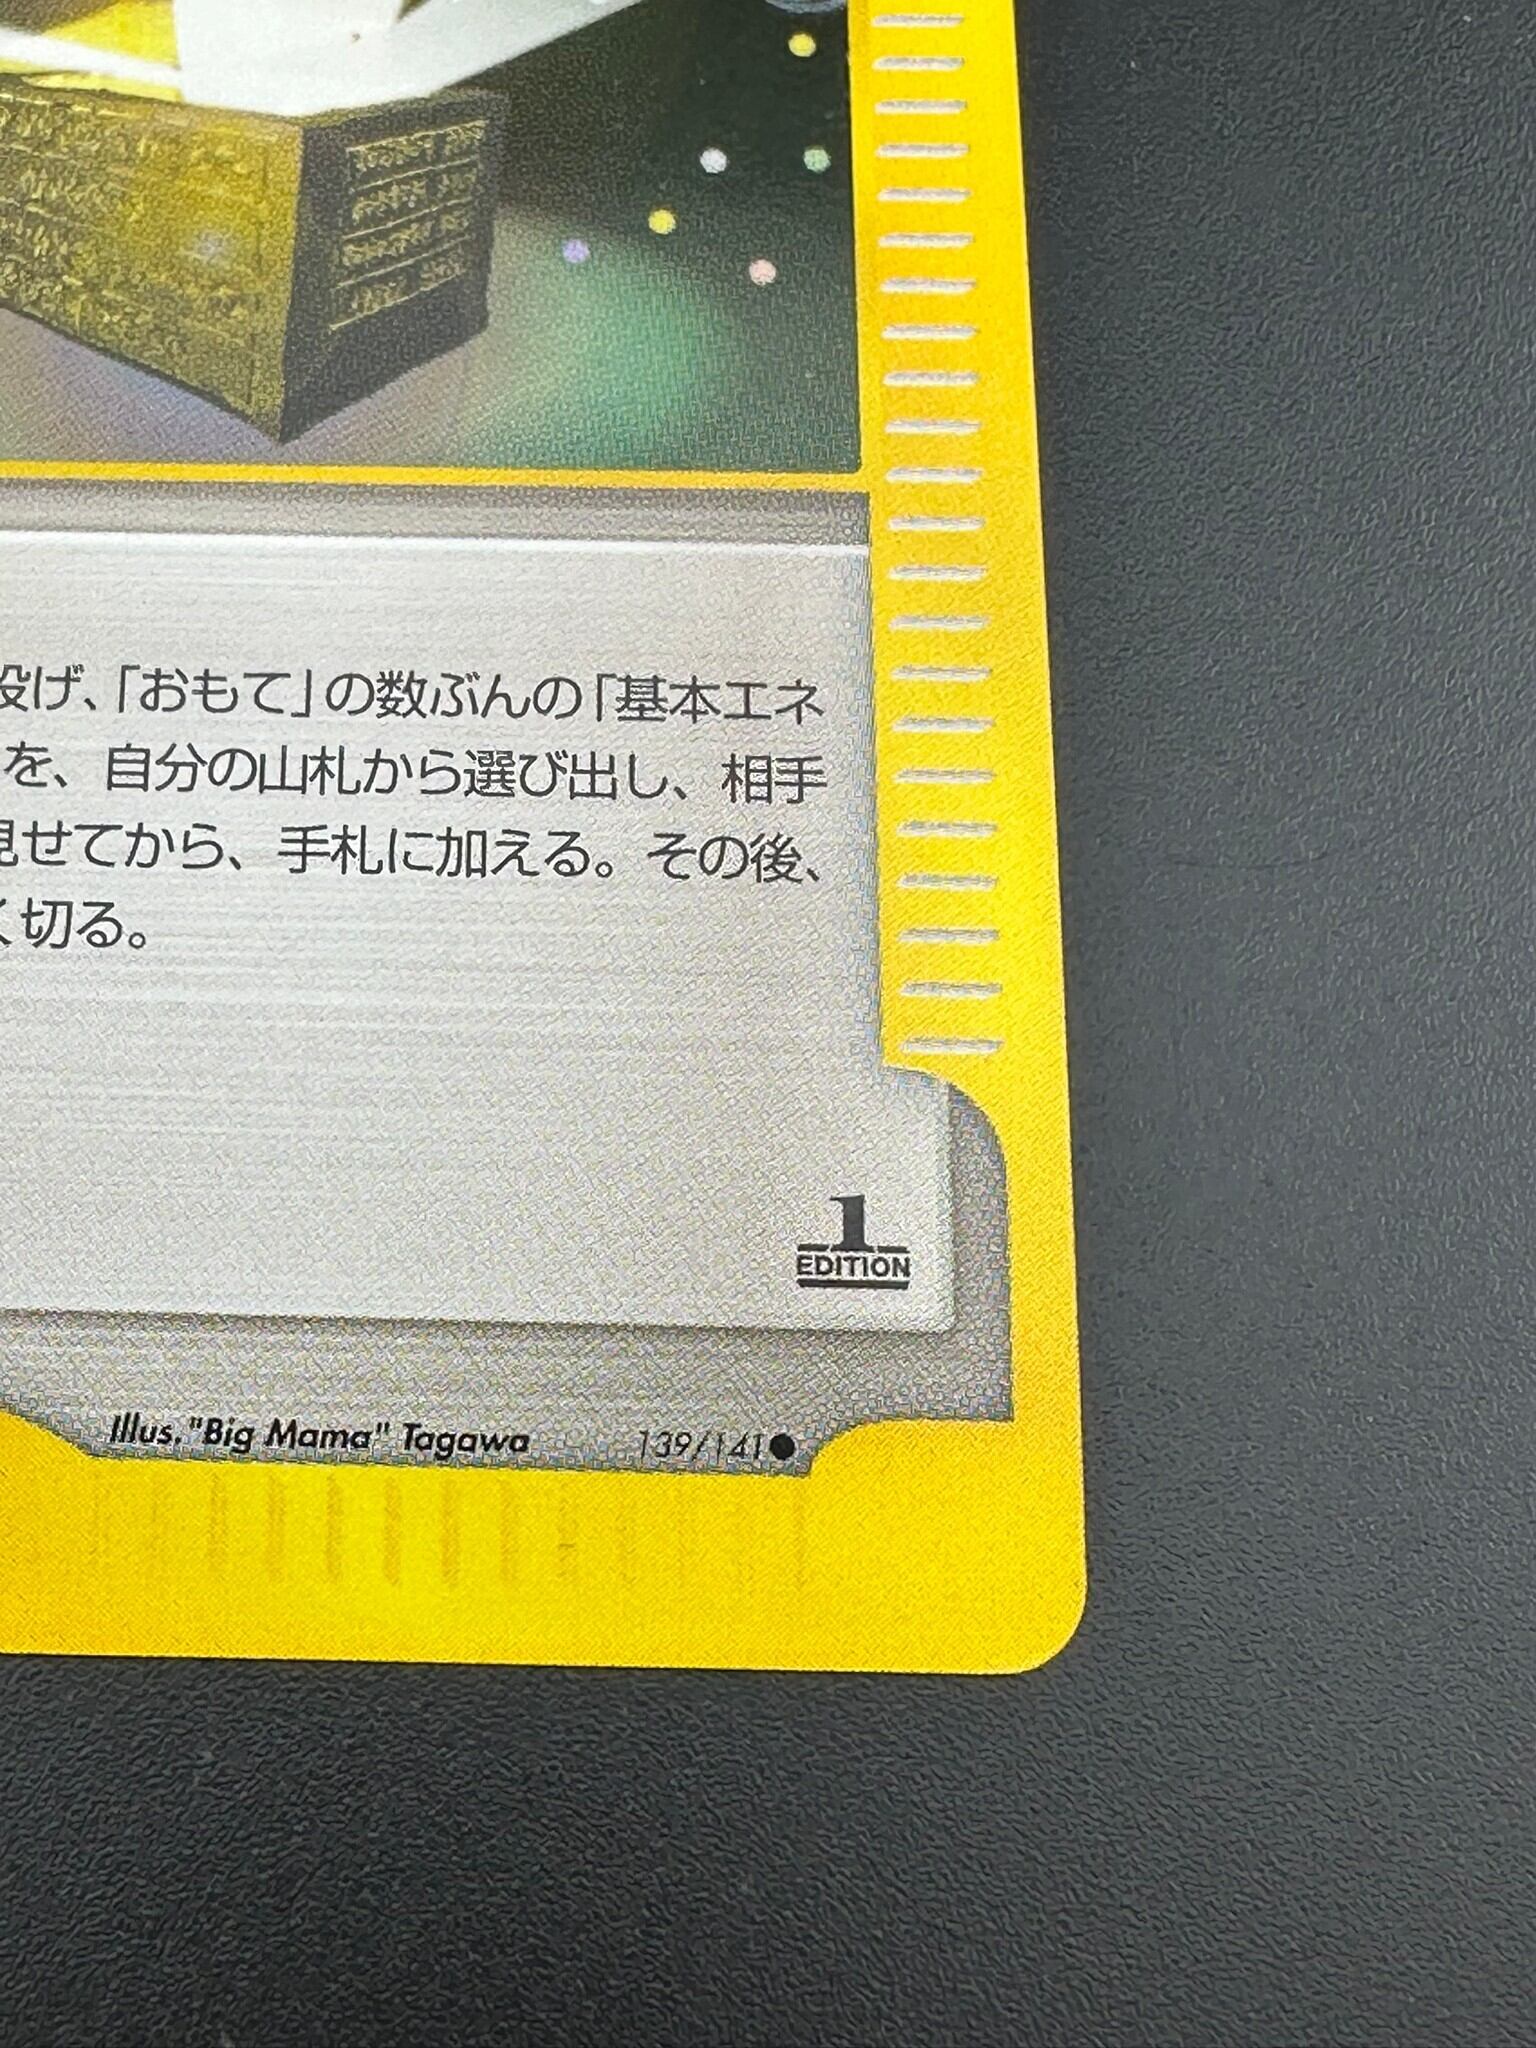 投げ、「おもて」の数ぶんの「基本エネ
を、自分の山札から選び出し、相手
見せてから、手札に加える。その後、
く切る。
1
EDITION
Illus. "Big Mama" Tagawa 139/141●